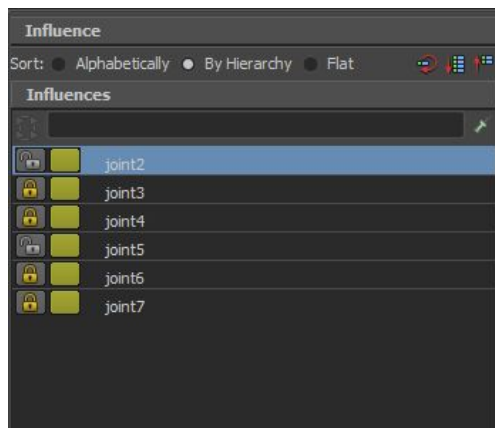 Influence
Sort: Alphabetically By Hierarchy Flat
Influences
joint2
joint3
joint4
joint5
joint6
joint7